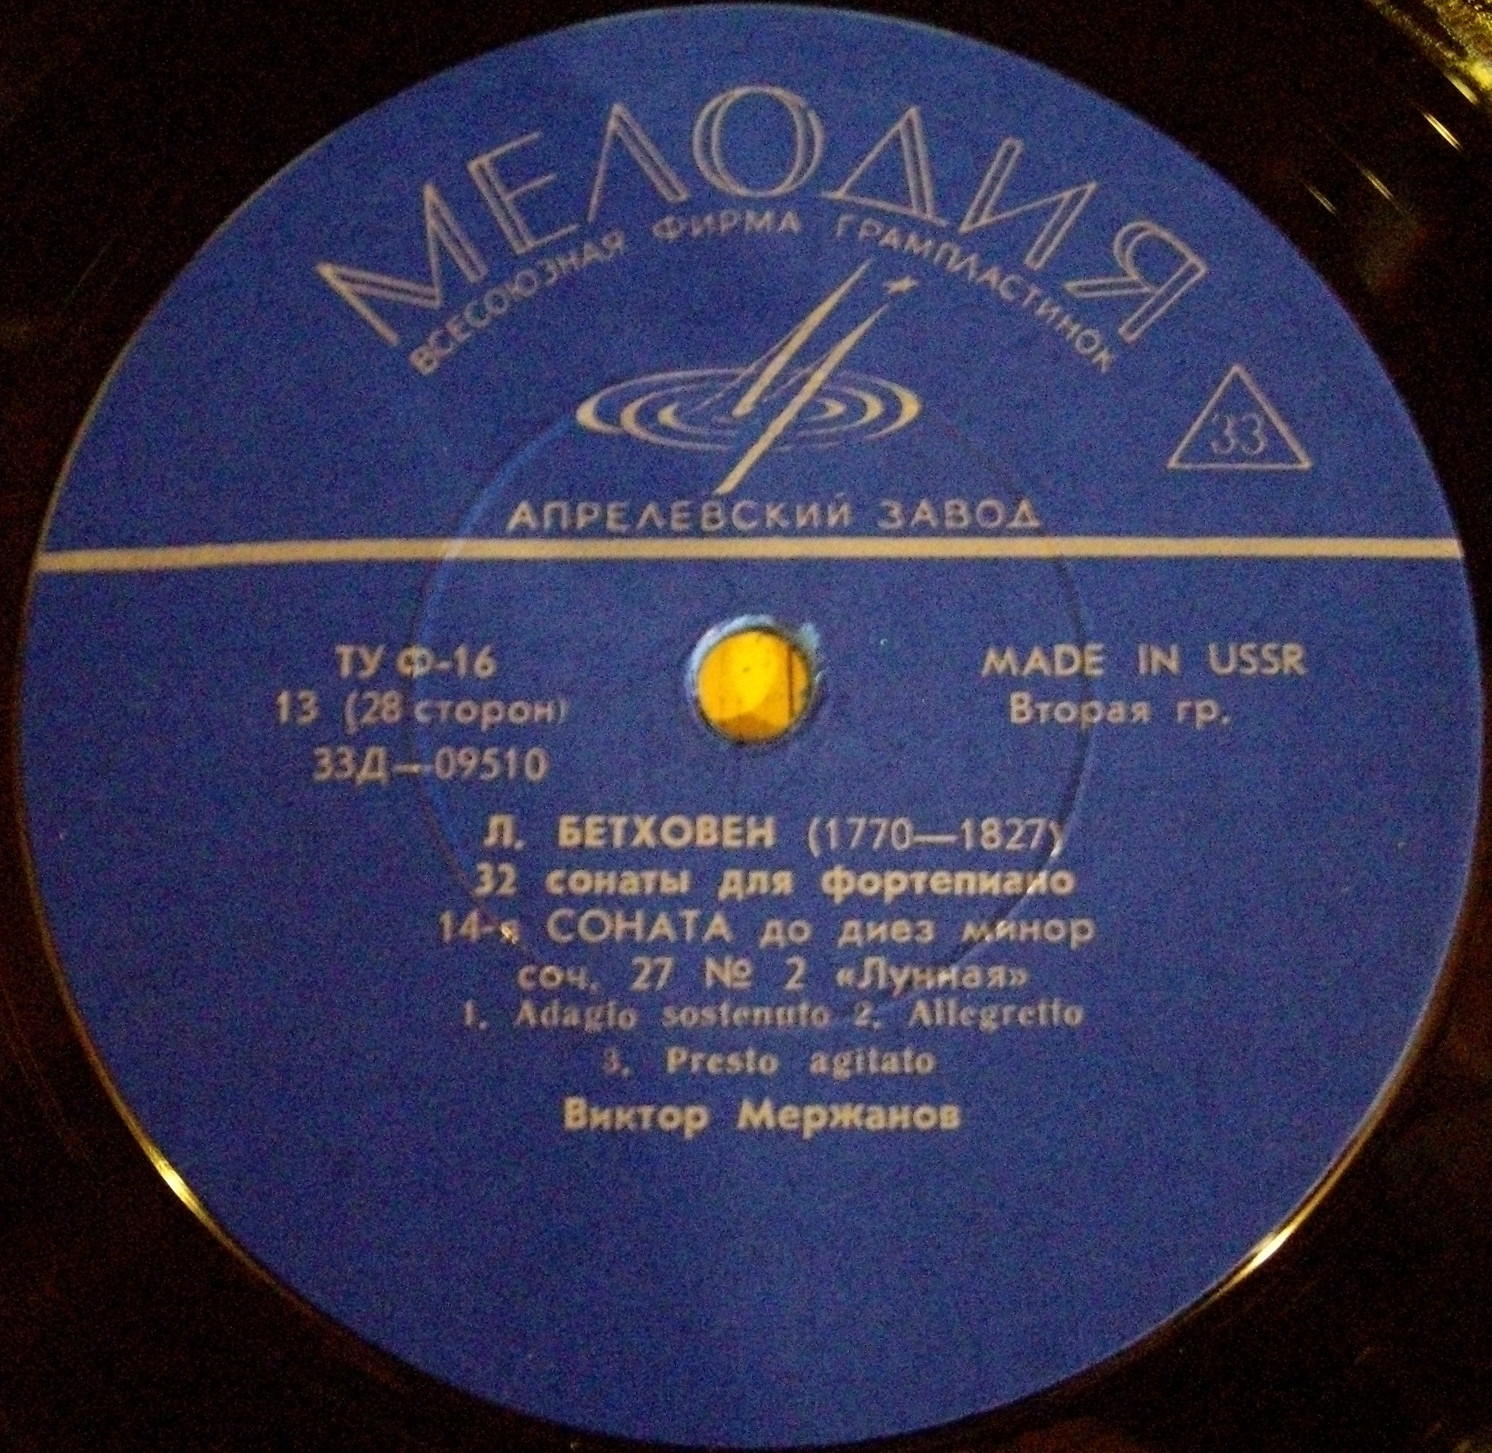 МЕЛОДИЯ
ВСЕСОЮЗНАЯ ФИРМА ГРАМПЛАСТИНОК
33
АПРЕЛЕВСКИЙ ЗАВОД
ТУ Ф-16
13 (28 сторон)
33Д—09510
MADE IN USSR
Вторая гр.
Л. БЕТХОВЕН (1770—1827)
32 сонаты для фортепиано
14-я СОНАТА до диез минор
соч. 27 № 2 «Лунная»
1. Adagio sostenuto 2. Allegretto
3. Presto agitato
Виктор Мержанов